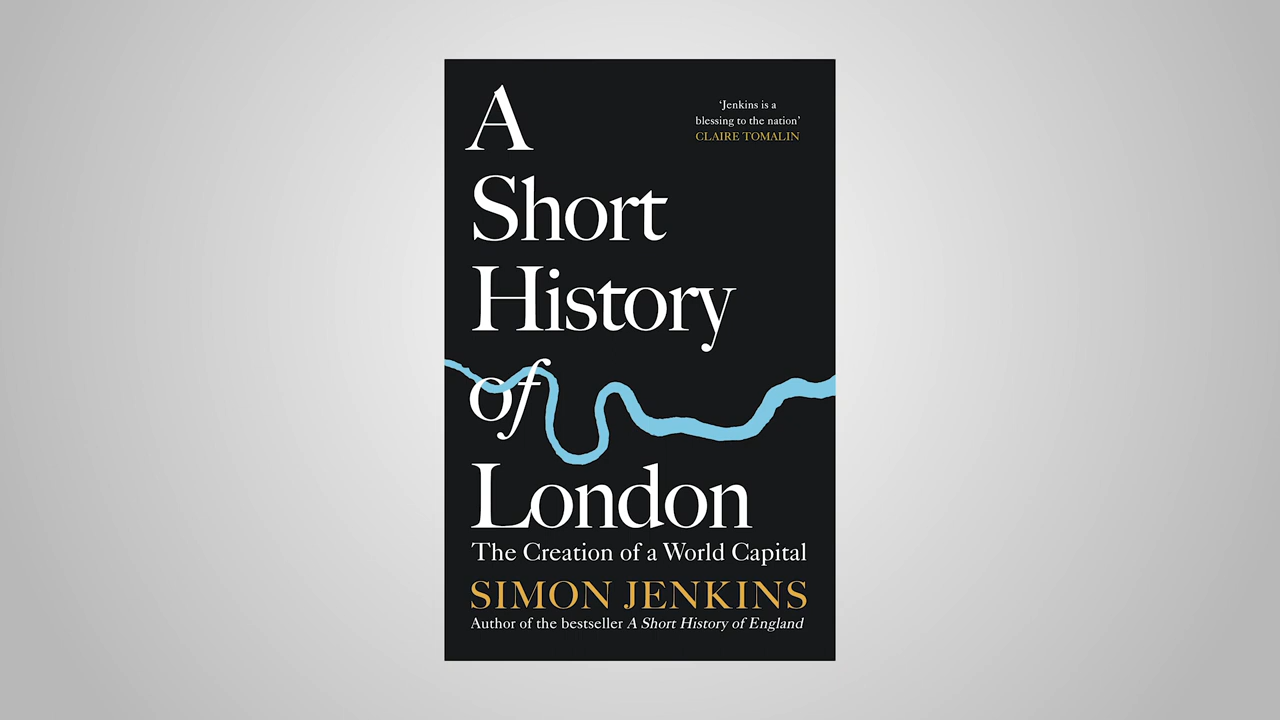 A
Short
History
of
London
‘Jenkins is a
blessing to the nation’
CLAIRE TOMALIN
The Creation of a World Capital
SIMON JENKINS
Author of the bestseller A Short History of England